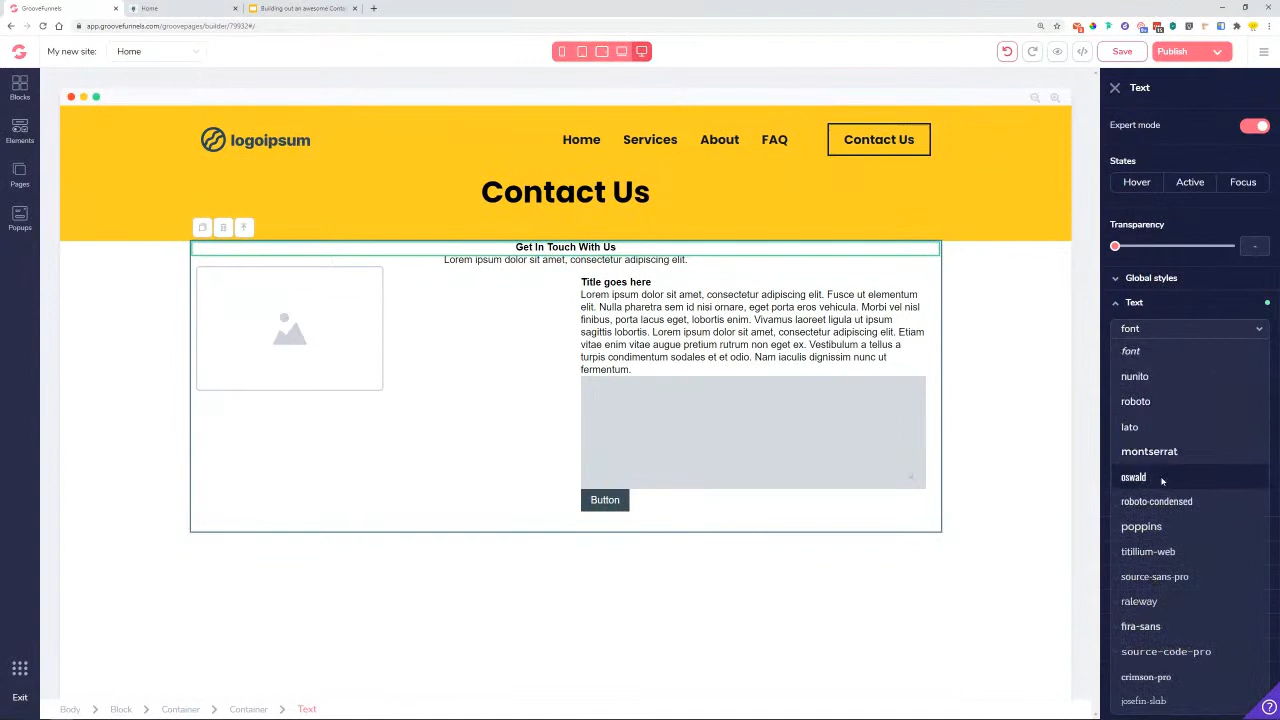 GrooveFunnels
Home
Building out an awesome Conta
app.groovefunnels.com/groovepages/builder/79932#/
My new site:
Home
Save
Publish
Blocks
Elements
Pages
Popups
Exit
logoipsum
Home
Services
About
FAQ
Contact Us
Contact Us
Get In Touch With Us
Lorem ipsum dolor sit amet, consectetur adipiscing elit.
Title goes here
Lorem ipsum dolor sit amet, consectetur adipiscing elit. Fusce ut elementum
libero. Nulla pharetra sem id nisi ornare, eget porta eros vehicula. Morbi vel nisl
finibus, porta lacus eget, lobortis enim. Vivamus laoreet ligula ut ipsum
sagittis lobortis. Lorem ipsum dolor sit amet, consectetur adipiscing elit. Etiam
vitae enim vitae augue pretium rutrum non eget ex. Vestibulum a tellus a
turpis condimentum sodales et et odio. Nam iaculis dignissim nunc ut
fermentum.
Button
Body
Block
Container
Container
Text
Text
Expert mode
States
Hover
Active
Focus
Transparency
-
Global styles
Text
font
font
nunito
roboto
lato
montserrat
oswald
roboto-condensed
poppins
titillium-web
source-sans-pro
raleway
fira-sans
source-code-pro
crimson-pro
josefin-slab